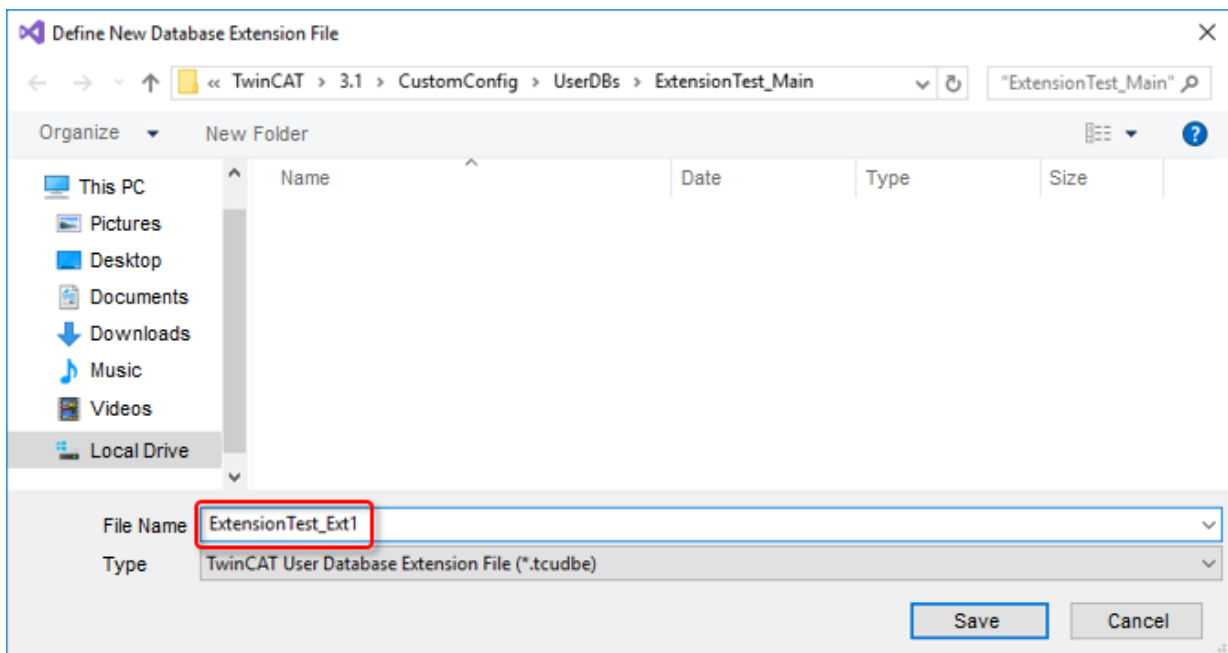 Define New Database Extension File
« TwinCAT > 3.1 > CustomConfig > UserDBs > ExtensionTest_Main
"ExtensionTest_Main"
Organize New Folder
Name Date Type Size
This PC
Pictures
Desktop
Documents
Downloads
Music
Videos
Local Drive
File Name ExtensionTest_Ext1
Type TwinCAT User Database Extension File (*.tcudbe)
Save Cancel